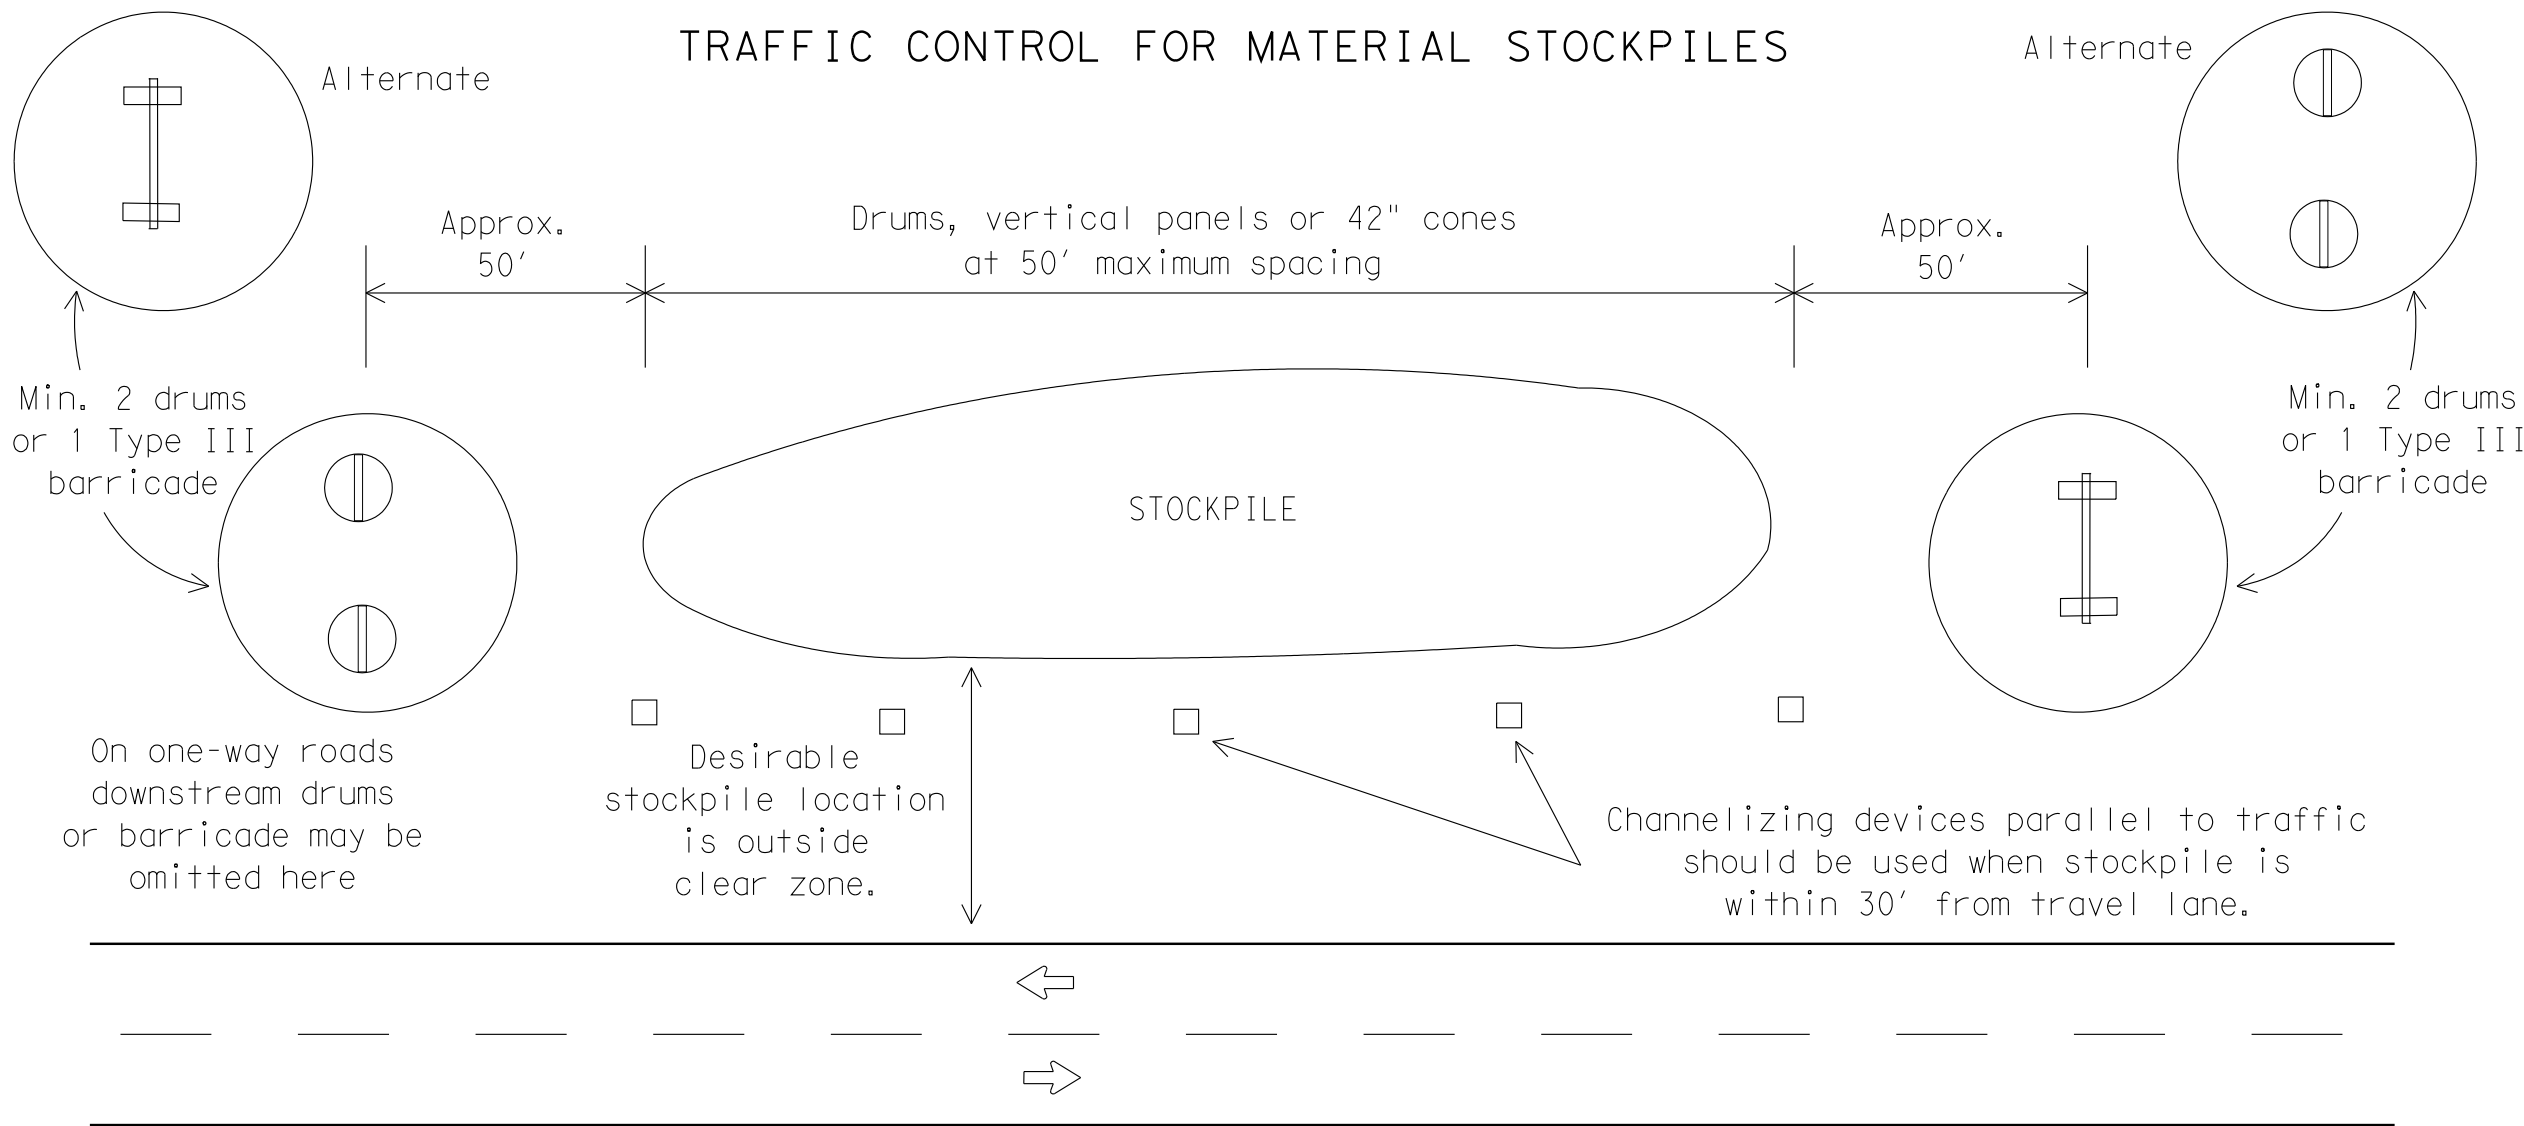 TRAFFIC CONTROL FOR MATERIAL STOCKPILES
Alternate
Alternate
Approx.
50'
Drums, vertical panels or 42" cones
at 50' maximum spacing
Approx.
50'
Min. 2 drums
or 1 Type III
barricade
Min. 2 drums
or 1 Type III
barricade
STOCKPILE
On one-way roads
downstream drums
or barricade may be
omitted here
Desirable
stockpile location
is outside
clear zone.
Channelizing devices parallel to traffic
should be used when stockpile is
within 30' from travel lane.